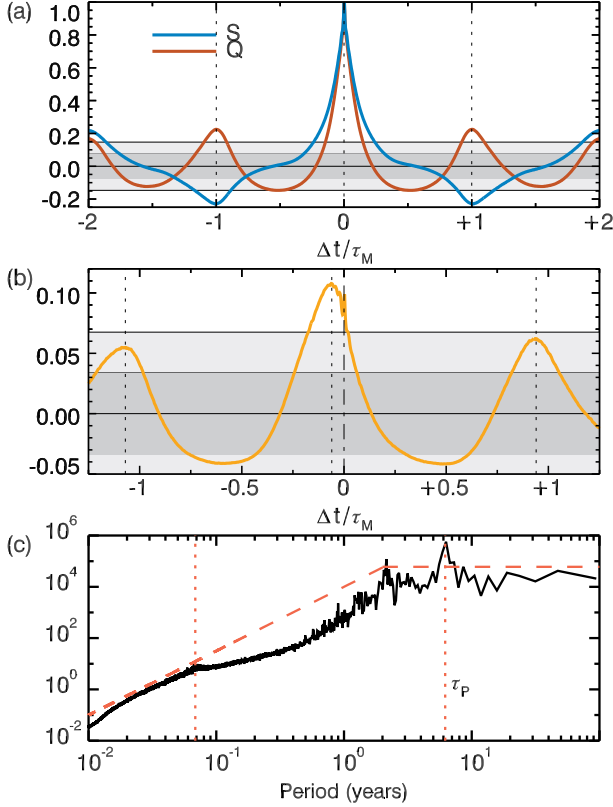 (a)
S
Q
1.0
0.8
0.6
0.4
0.2
0.0
-0.2
-2 -1 0 +1 +2
Δt/τM
(b)
0.10
0.05
0.00
-0.05
-1 -0.5 0 +0.5 +1
Δt/τM
(c)
10^6
10^4
10^2
10^0
10^-2
τP
10^-2 10^-1 10^0 10^1
Period (years)